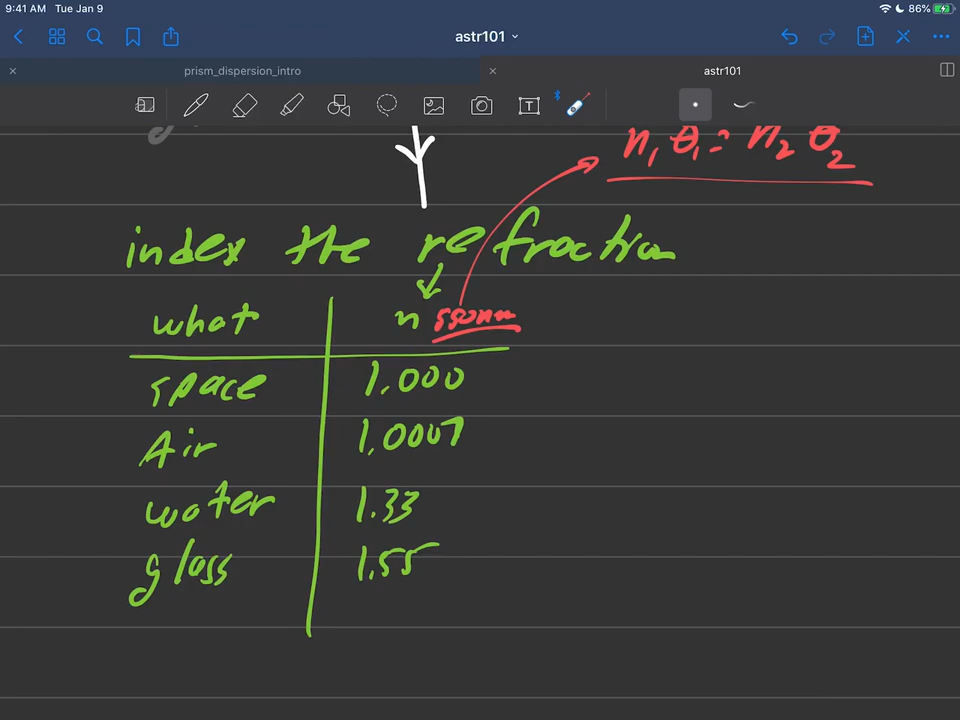 9:41 AM Tue Jan 9
86%
astr101
prism_dispersion_intro
astr101
n₁ θ₁ = n₂ θ₂
index the refraction
what n 550nm
space 1.000
Air 1.0007
water 1.33
glass 1.55